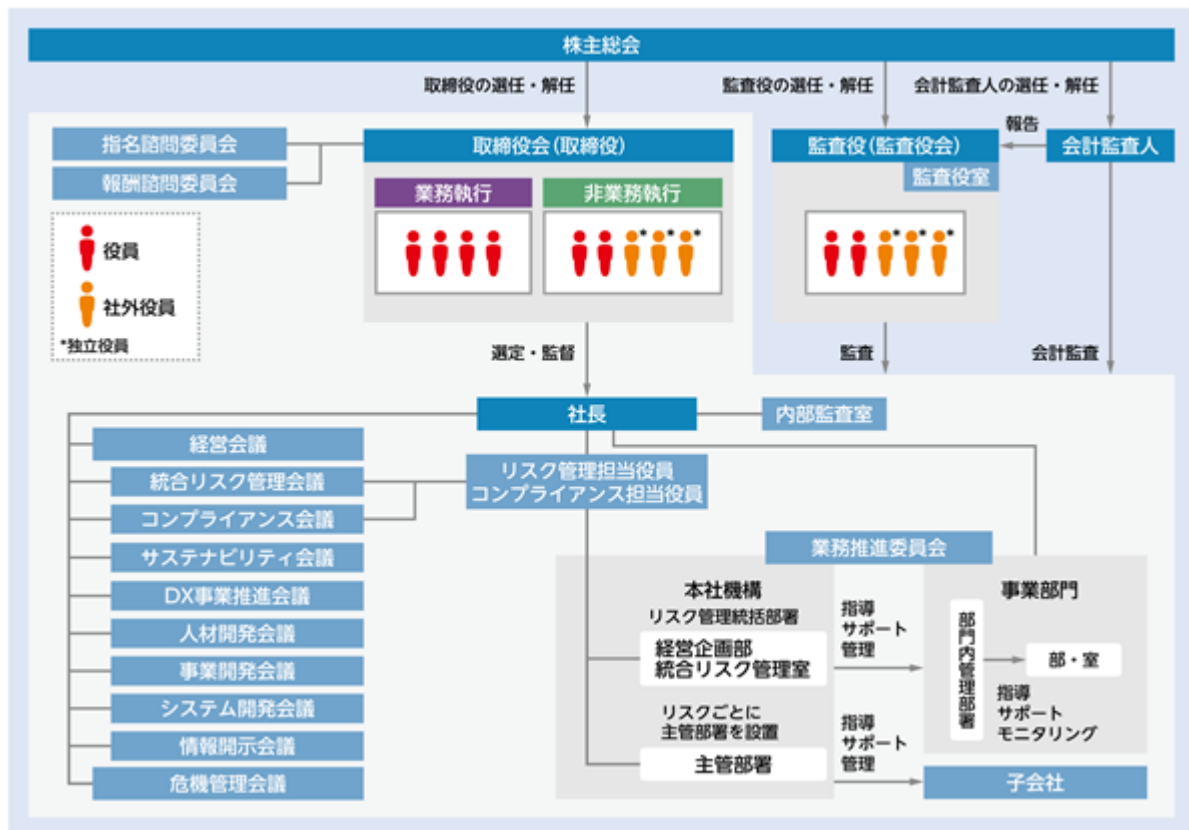 株主総会
取締役の選任・解任
監査役の選任・解任
会計監査人の選任・解任
指名諮問委員会
報酬諮問委員会
取締役会(取締役)
監査役(監査役会)
監査役室
報告
会計監査人
業務執行
非業務執行
* * *
* * *
役員
社外役員
*独立役員
選定・監督
監査
会計監査
社長
内部監査室
経営会議
統合リスク管理会議
コンプライアンス会議
サステナビリティ会議
DX事業推進会議
人材開発会議
事業開発会議
システム開発会議
情報開示会議
危機管理会議
リスク管理担当役員
コンプライアンス担当役員
業務推進委員会
本社機構
リスク管理統括部署
経営企画部
統合リスク管理室
リスクごとに
主管部署を設置
主管部署
指導
サポート
管理
指導
サポート
管理
事業部門
部門内管理部署
部・室
指導
サポート
モニタリング
子会社